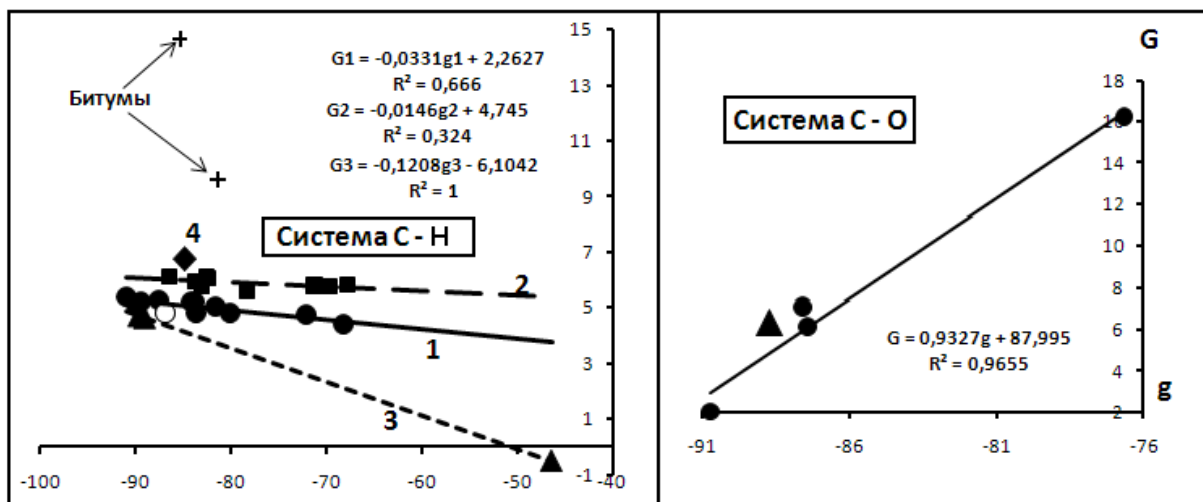 15
13
11
9
7
5
3
1
-1
-100
-90
-80
-70
-60
-50
-40
Битумы
G1 = -0,0331g1 + 2,2627
R² = 0,666
G2 = -0,0146g2 + 4,745
R² = 0,324
G3 = -0,1208g3 - 6,1042
R² = 1
Система С - Н
4
2
1
3
G
18
16
14
12
10
8
6
4
2
Система С - О
G = 0,9327g + 87,995
R² = 0,9655
g
-91
-86
-81
-76